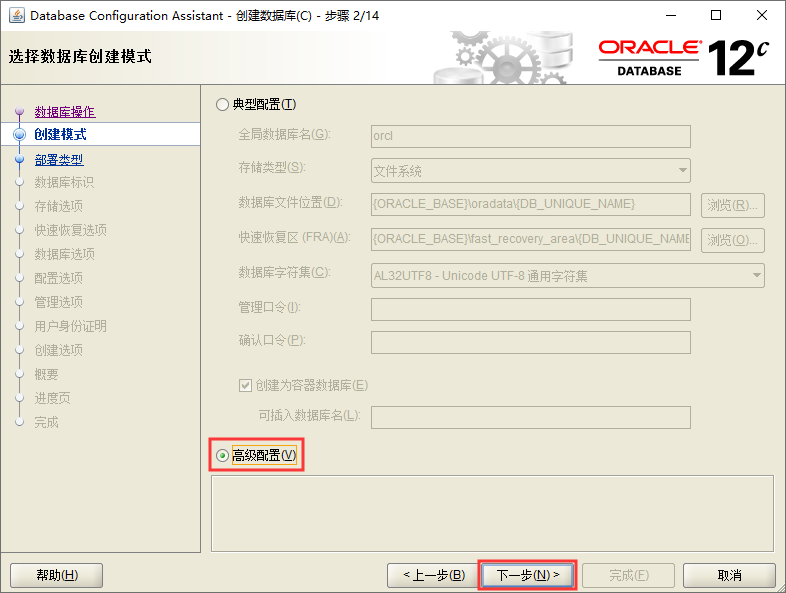 Database Configuration Assistant - 创建数据库(C) - 步骤 2/14
选择数据库创建模式
ORACLE®
DATABASE
12c
数据库操作
创建模式
部署类型
数据库标识
存储选项
快速恢复选项
数据库选项
配置选项
管理选项
用户身份证明
创建选项
概要
进度页
完成
典型配置(T)
全局数据库名(G):
orcl
存储类型(S):
文件系统
数据库文件位置(D):
{ORACLE_BASE}\oradata\{DB_UNIQUE_NAME}
浏览(R)...
快速恢复区 (FRA)(A):
{ORACLE_BASE}\fast_recovery_area\{DB_UNIQUE_NAME
浏览(O)...
数据库字符集(C):
AL32UTF8 - Unicode UTF-8 通用字符集
管理口令(I):
确认口令(P):
创建为容器数据库(E)
可插入数据库名(L):
高级配置(V)
帮助(H)
< 上一步(B)
下一步(N) >
完成(F)
取消